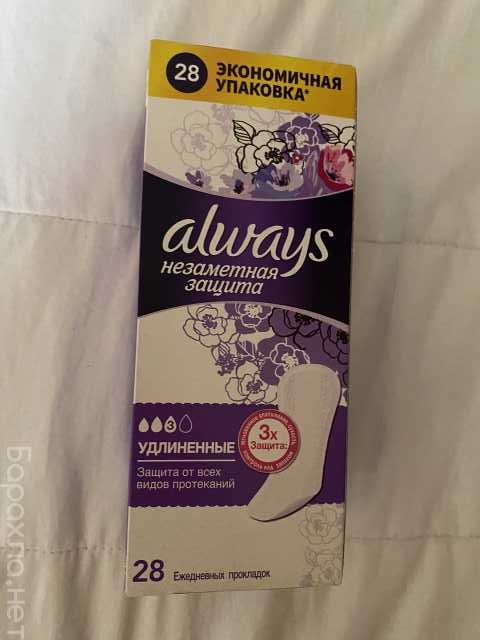 28 ЭКОНОМИЧНАЯ
УПАКОВКА*
always
незаметная
защита
3
УДЛИНЕННЫЕ
3x
Защита:
Защита от всех
видов протеканий
28 Ежедневных прокладок
Барахла.Нет